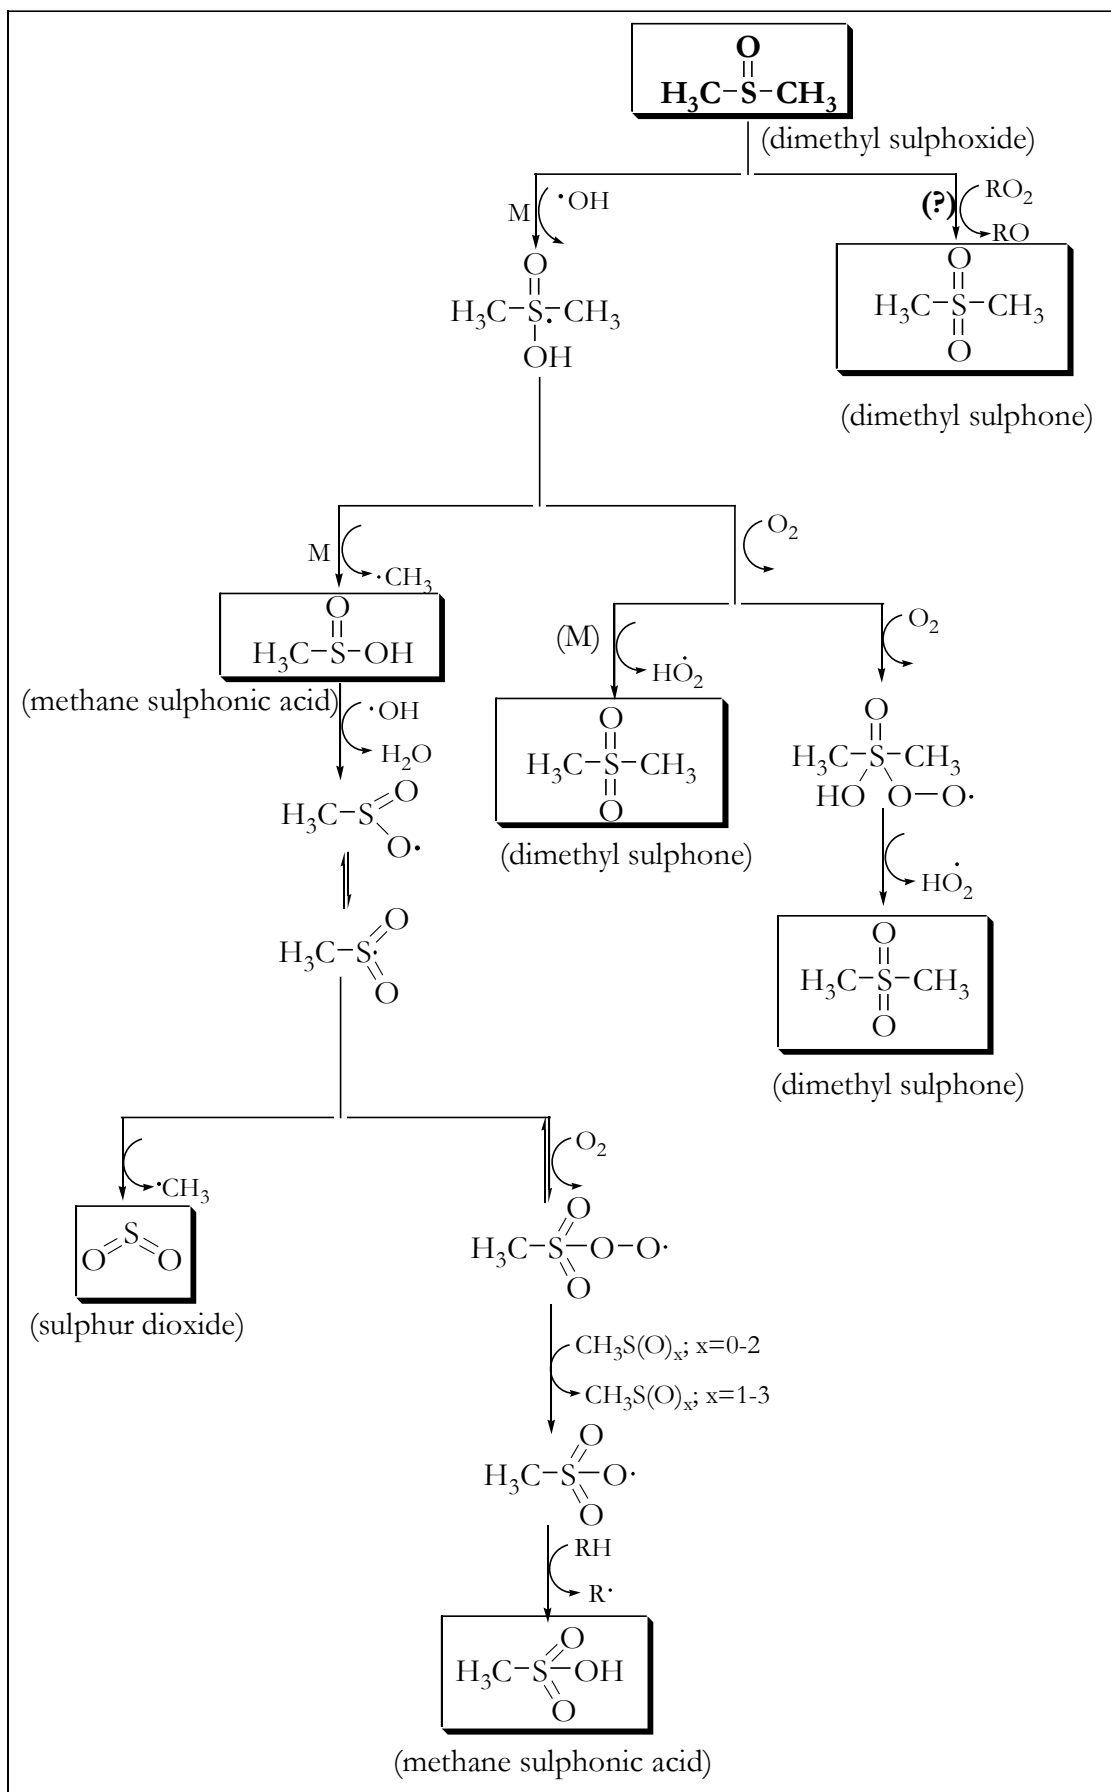 O
H₃C-S-CH₃
(dimethyl sulphoxide)
M
·OH
(?)
RO₂
RO
O
H₃C-S·-CH₃
OH
O
H₃C-S-CH₃
O
(dimethyl sulphone)
M
·CH₃
O₂
O
H₃C-S-OH
(methane sulphonic acid)
(M)
HO₂·
O₂
·OH
H₂O
O
H₃C-S-CH₃
O
(dimethyl sulphone)
O
H₃C-S-CH₃
HO O-O·
O
H₃C-S
O·
HO₂·
O
H₃C-S·
O
O
H₃C-S-CH₃
O
(dimethyl sulphone)
·CH₃
O₂
S
O O
(sulphur dioxide)
O
H₃C-S-O-O·
O
CH₃S(O)ₓ; x=0-2
CH₃S(O)ₓ; x=1-3
O
H₃C-S-O·
O
RH
R·
O
H₃C-S-OH
O
(methane sulphonic acid)